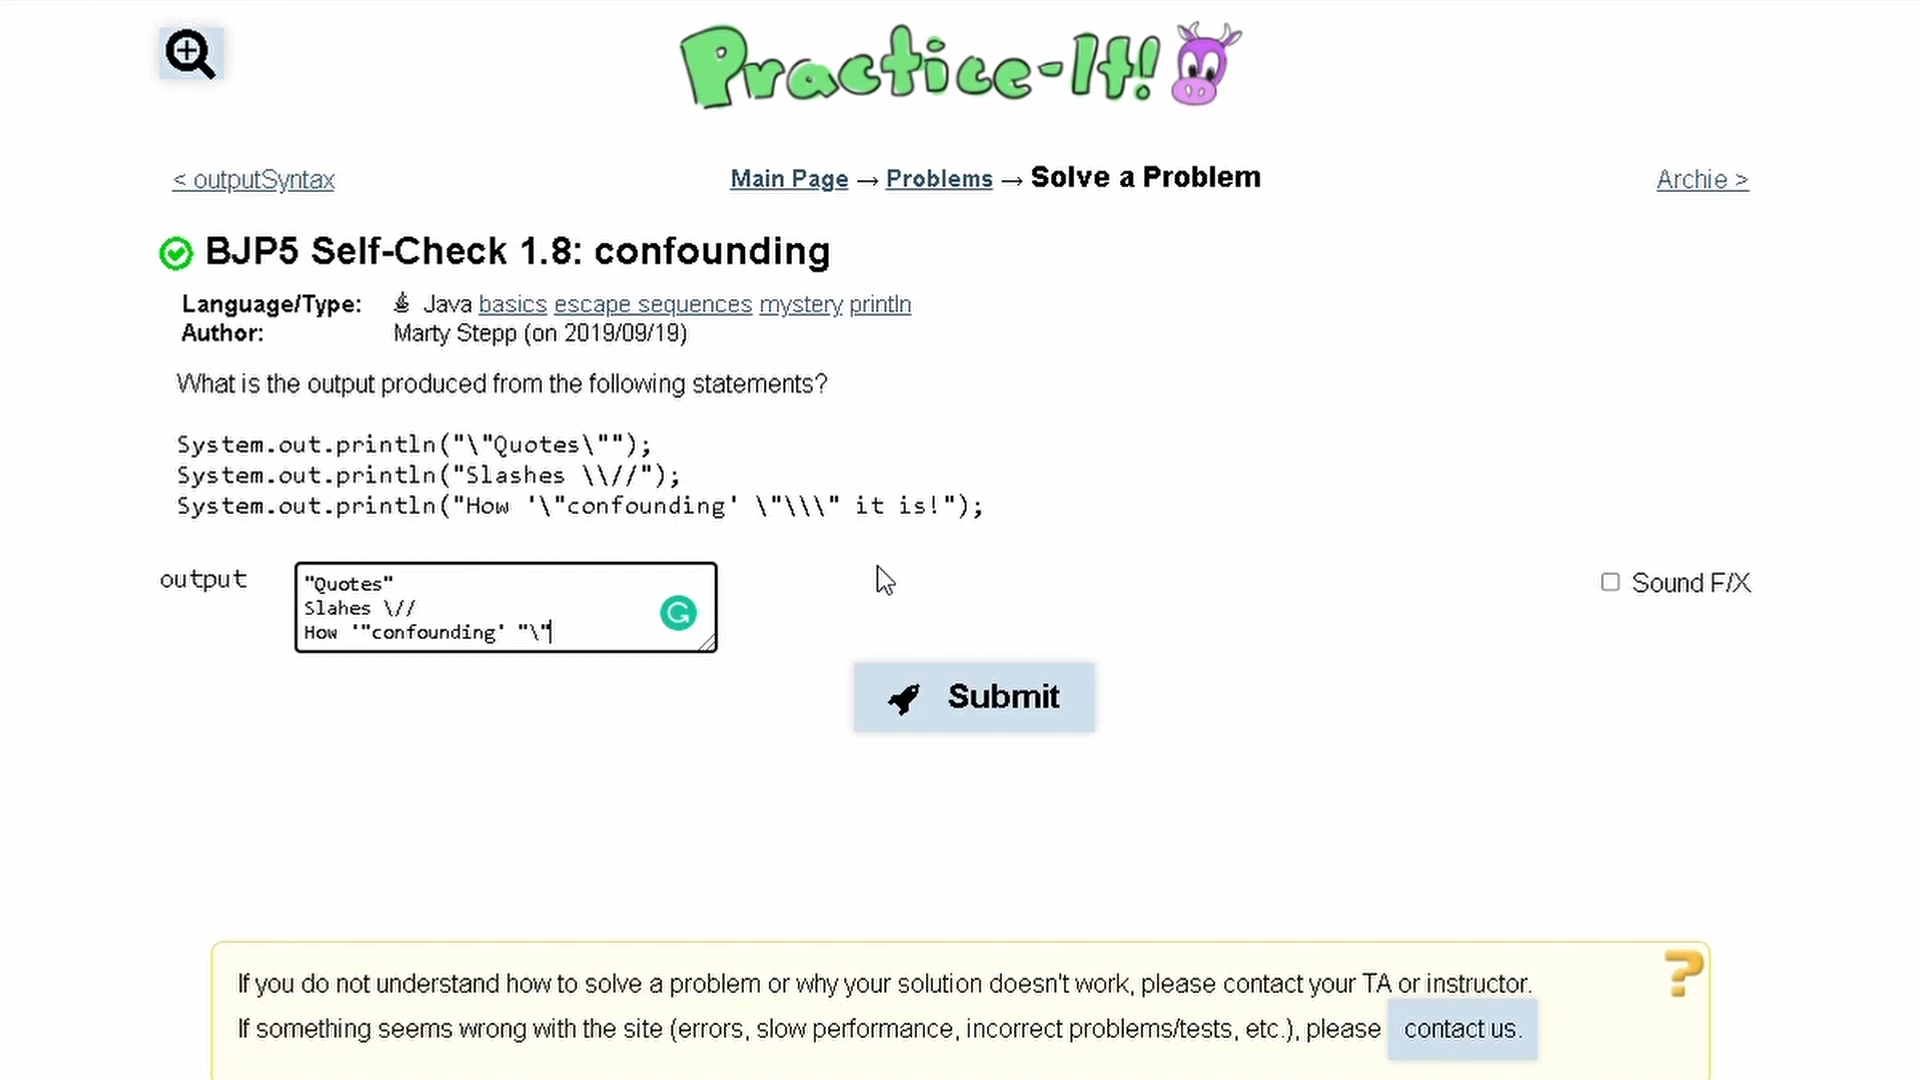 Practice-It!
< outputSyntax
Main Page → Problems → Solve a Problem
Archie >
BJP5 Self-Check 1.8: confounding
Language/Type: Java basics escape sequences mystery println
Author: Marty Stepp (on 2019/09/19)
What is the output produced from the following statements?
System.out.println("\"Quotes\"");
System.out.println("Slashes \\//");
System.out.println("How '\"confounding' \"\\\" it is!");
output
"Quotes"
Slahes \//
How '"confounding' "\"
Sound F/X
Submit
If you do not understand how to solve a problem or why your solution doesn't work, please contact your TA or instructor.
If something seems wrong with the site (errors, slow performance, incorrect problems/tests, etc.), please contact us.